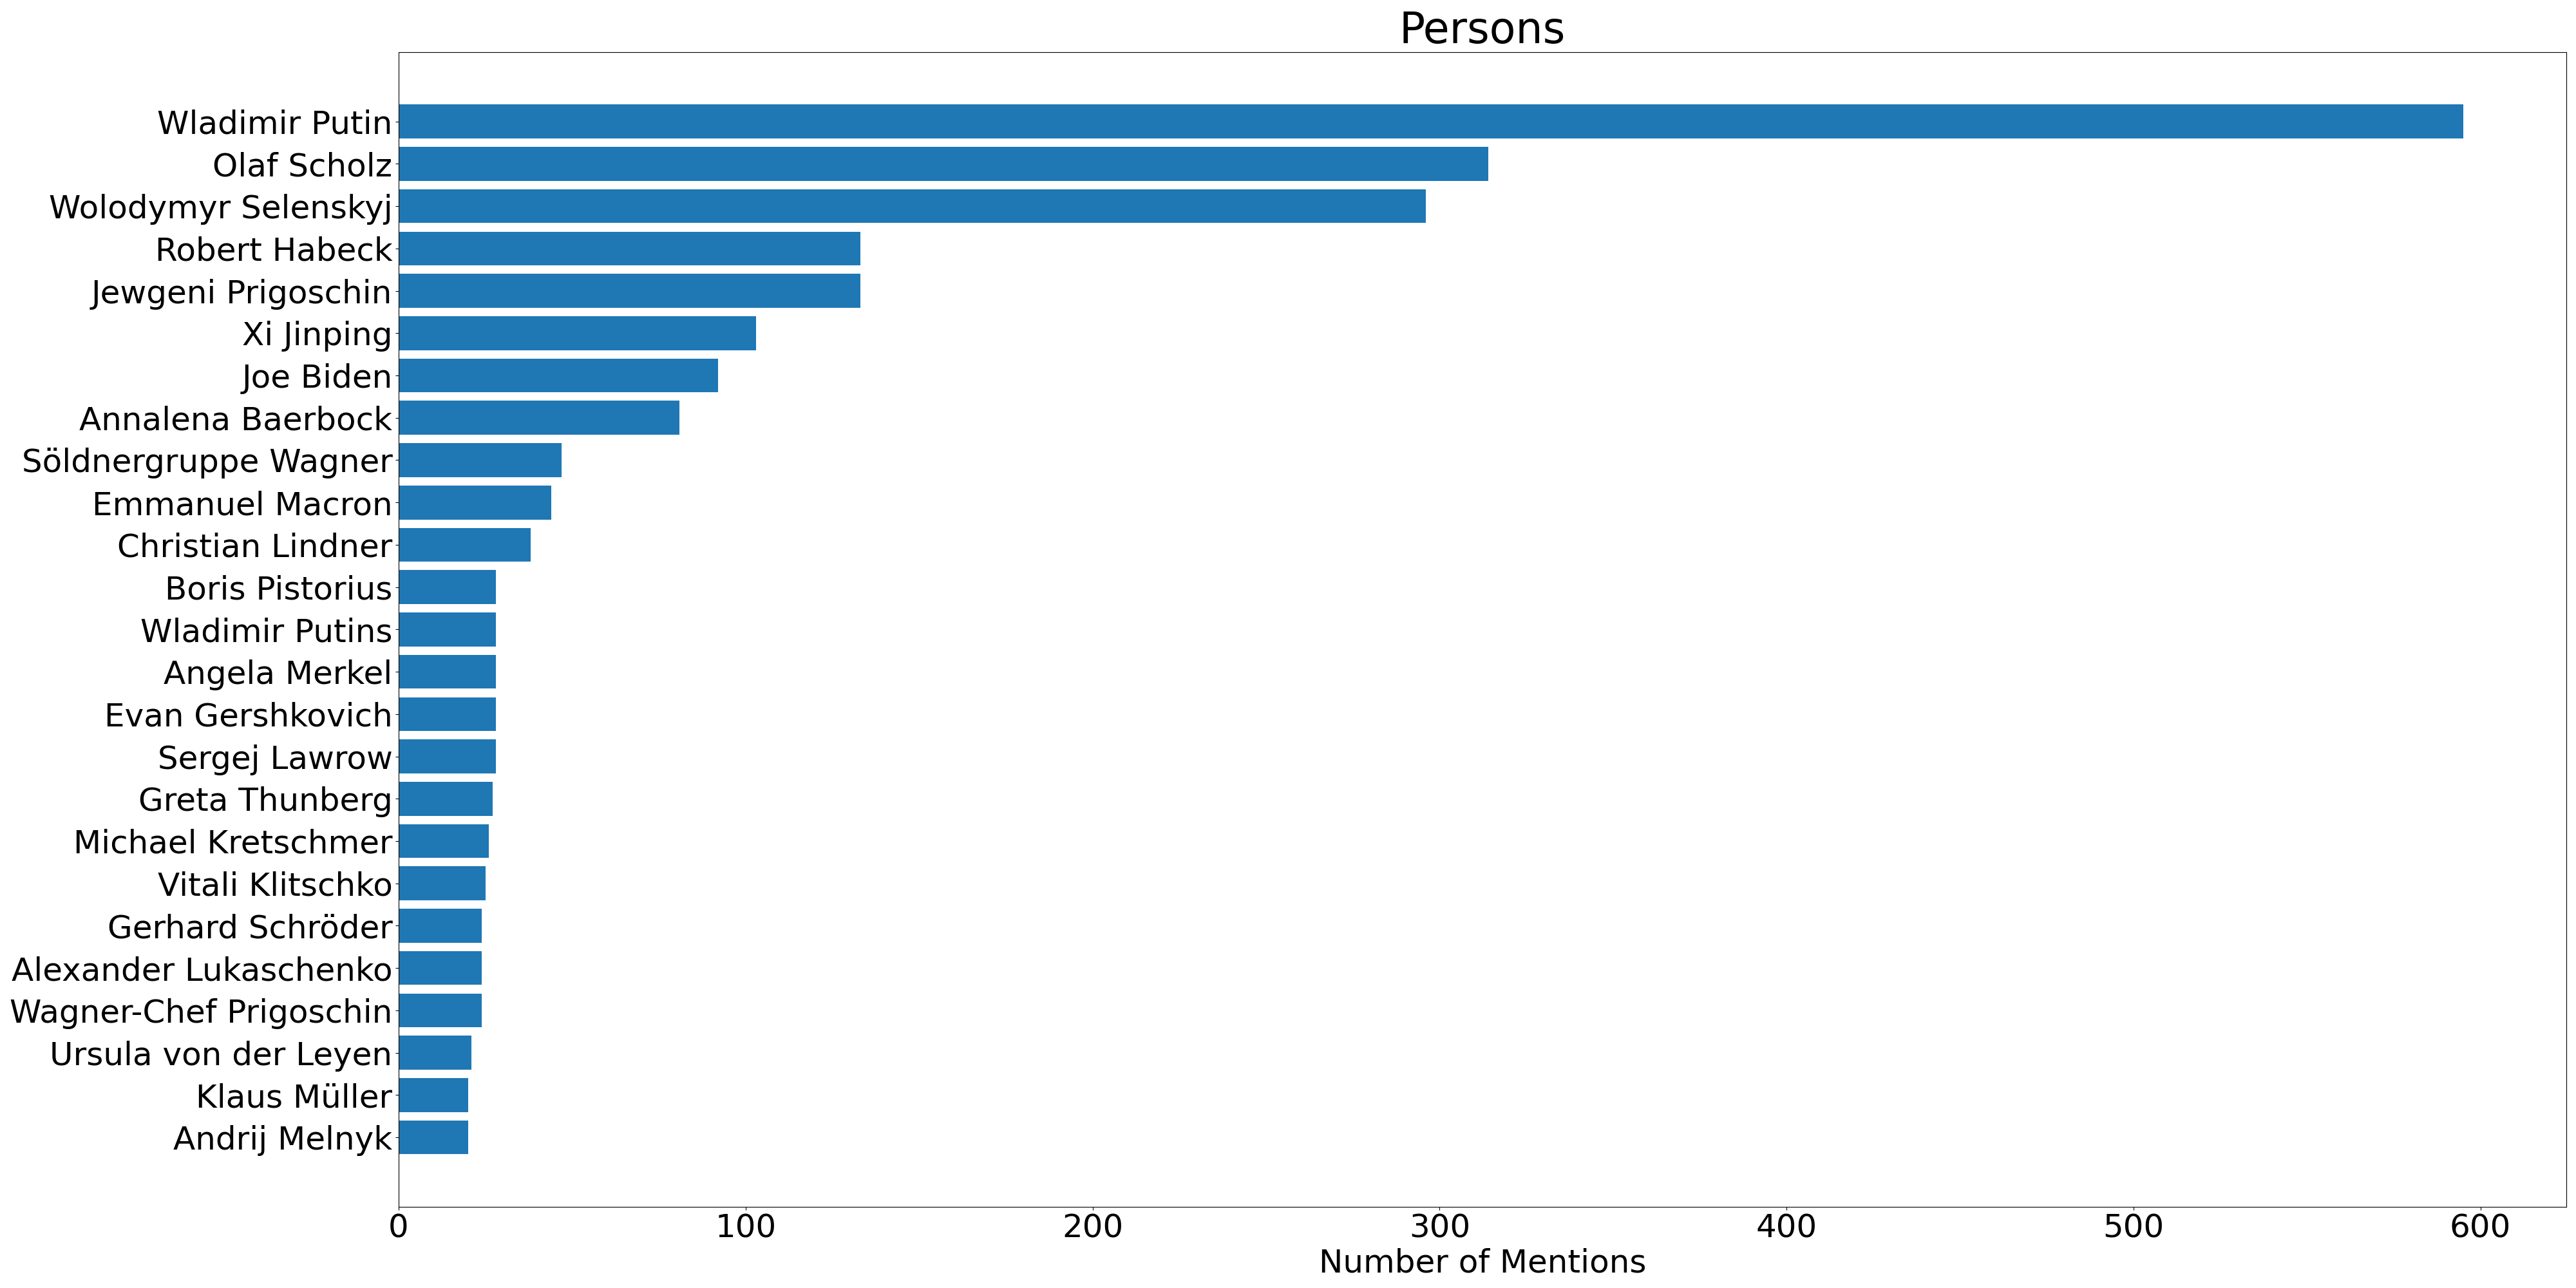 Persons
Wladimir Putin
Olaf Scholz
Wolodymyr Selenskyj
Robert Habeck
Jewgeni Prigoschin
Xi Jinping
Joe Biden
Annalena Baerbock
Söldnergruppe Wagner
Emmanuel Macron
Christian Lindner
Boris Pistorius
Wladimir Putins
Angela Merkel
Evan Gershkovich
Sergej Lawrow
Greta Thunberg
Michael Kretschmer
Vitali Klitschko
Gerhard Schröder
Alexander Lukaschenko
Wagner-Chef Prigoschin
Ursula von der Leyen
Klaus Müller
Andrij Melnyk
0 100 200 300 400 500 600
Number of Mentions